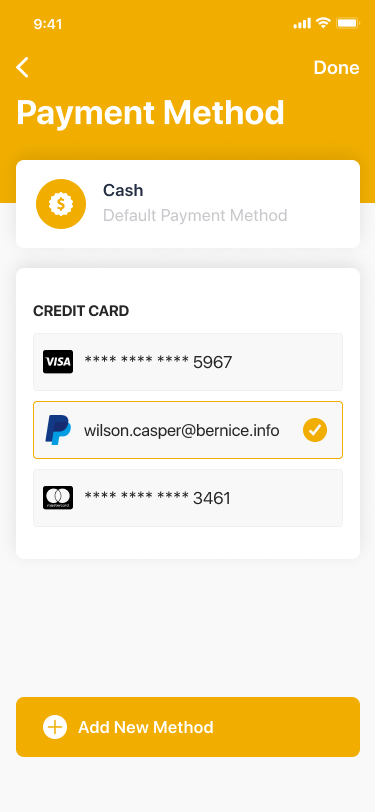 9:41
Done
Payment Method
$
Cash
Default Payment Method
CREDIT CARD
VISA **** **** **** 5967
wilson.casper@bernice.info
mastercard **** **** **** 3461
Add New Method